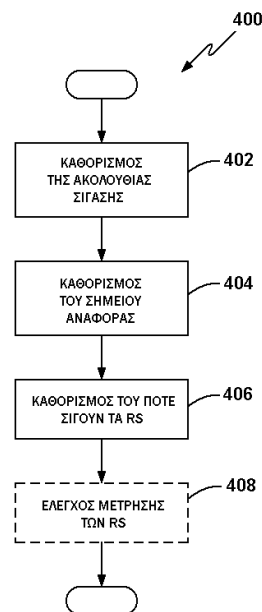 400
ΚΑΘΟΡΙΣΜΟΣ
ΤΗΣ ΑΚΟΛΟΥΘΙΑΣ
ΣΙΓΑΣΗΣ
402
ΚΑΘΟΡΙΣΜΟΣ
ΤΟΥ ΣΗΜΕΙΟΥ
ΑΝΑΦΟΡΑΣ
404
ΚΑΘΟΡΙΣΜΟΣ ΤΟΥ ΠΟΤΕ
ΣΙΓΟΥΝ ΤΑ RS
406
ΕΛΕΓΧΟΣ ΜΕΤΡΗΣΗΣ
ΤΩΝ RS
408